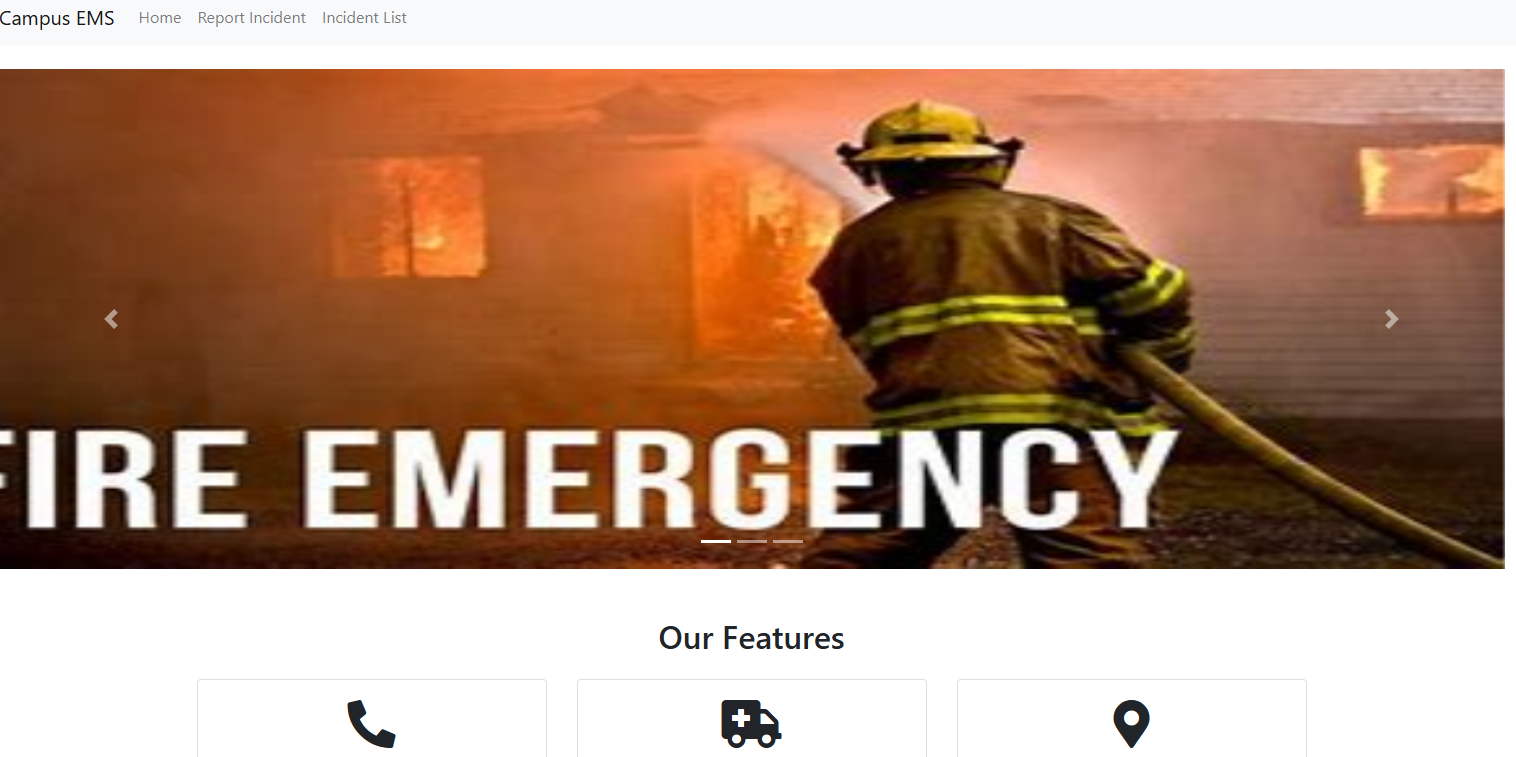 Campus EMS Home Report Incident Incident List
FIRE EMERGENCY
Our Features